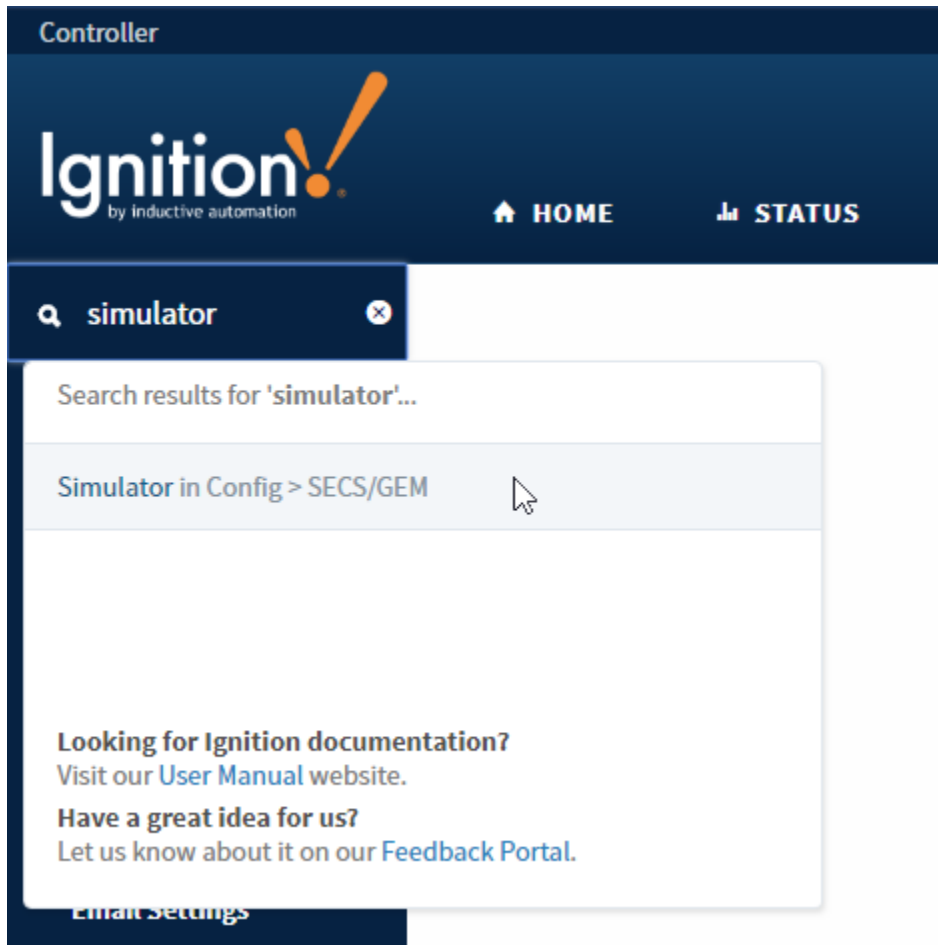 Controller
Ignition!
by inductive automation
HOME
STATUS
simulator
Search results for 'simulator'...
Simulator in Config > SECS/GEM
Looking for Ignition documentation?
Visit our User Manual website.
Have a great idea for us?
Let us know about it on our Feedback Portal.
Email Settings